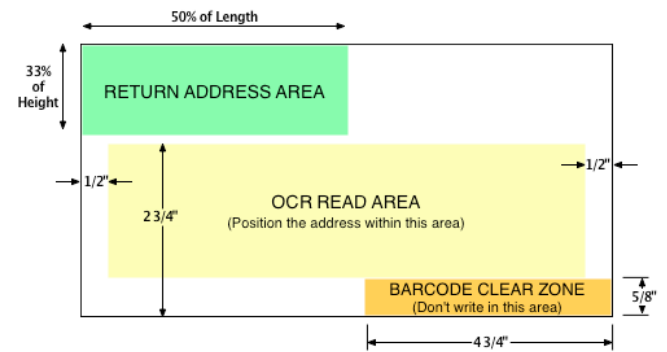 50% of Length
33%
of
Height
RETURN ADDRESS AREA
1/2"
1/2"
2 3/4"
OCR READ AREA
(Position the address within this area)
BARCODE CLEAR ZONE
(Don't write in this area)
5/8"
4 3/4"